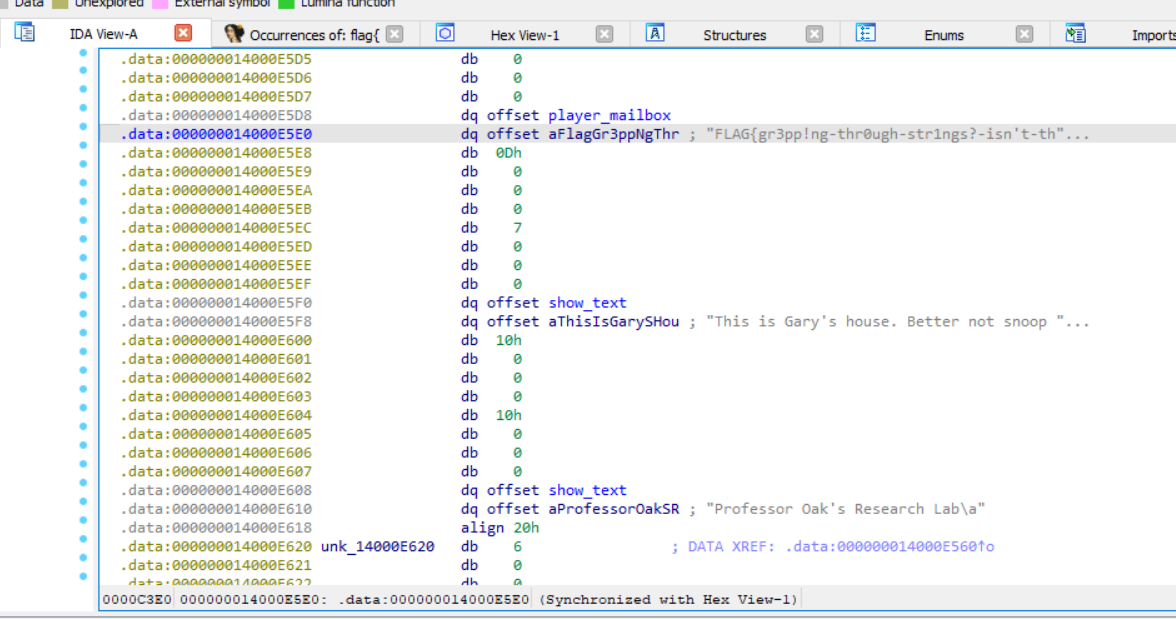 Data Unexplored External symbol Lumina function
IDA View-A Occurrences of: flag{ Hex View-1 Structures Enums Imports
.data:000000014000E5D5 db 0
.data:000000014000E5D6 db 0
.data:000000014000E5D7 db 0
.data:000000014000E5D8 dq offset player_mailbox
.data:000000014000E5E0 dq offset aFlagGr3ppNgThr ; "FLAG{gr3pp!ng-thr0ugh-str1ngs?-isn't-th"...
.data:000000014000E5E8 db 0Dh
.data:000000014000E5E9 db 0
.data:000000014000E5EA db 0
.data:000000014000E5EB db 0
.data:000000014000E5EC db 7
.data:000000014000E5ED db 0
.data:000000014000E5EE db 0
.data:000000014000E5EF db 0
.data:000000014000E5F0 dq offset show_text
.data:000000014000E5F8 dq offset aThisIsGarySHou ; "This is Gary's house. Better not snoop "...
.data:000000014000E600 db 10h
.data:000000014000E601 db 0
.data:000000014000E602 db 0
.data:000000014000E603 db 0
.data:000000014000E604 db 10h
.data:000000014000E605 db 0
.data:000000014000E606 db 0
.data:000000014000E607 db 0
.data:000000014000E608 dq offset show_text
.data:000000014000E610 dq offset aProfessorOakSR ; "Professor Oak's Research Lab\a"
.data:000000014000E618 align 20h
.data:000000014000E620 unk_14000E620 db 6 ; DATA XREF: .data:000000014000E560↑o
.data:000000014000E621 db 0
.data:000000014000E622 db 0
0000C3E0 000000014000E5E0: .data:000000014000E5E0 (Synchronized with Hex View-1)